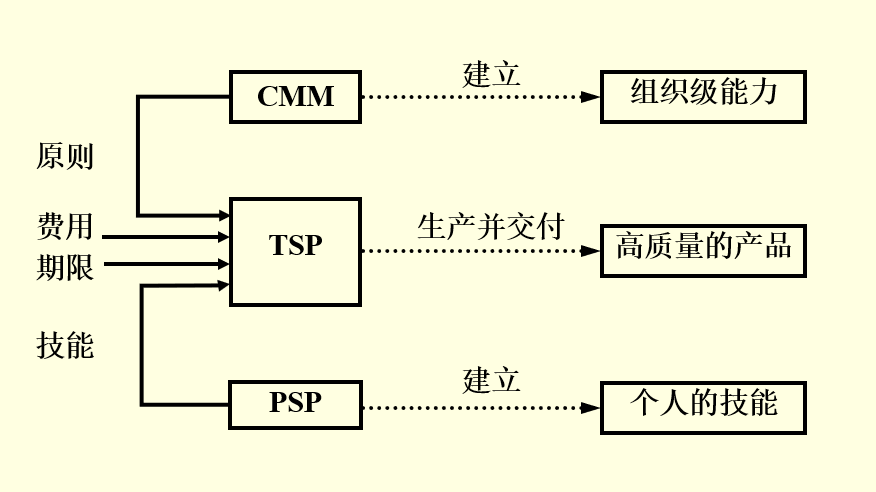 建立
CMM
组织级能力
原则
费用
期限
TSP
生产并交付
高质量的产品
技能
建立
PSP
个人的技能